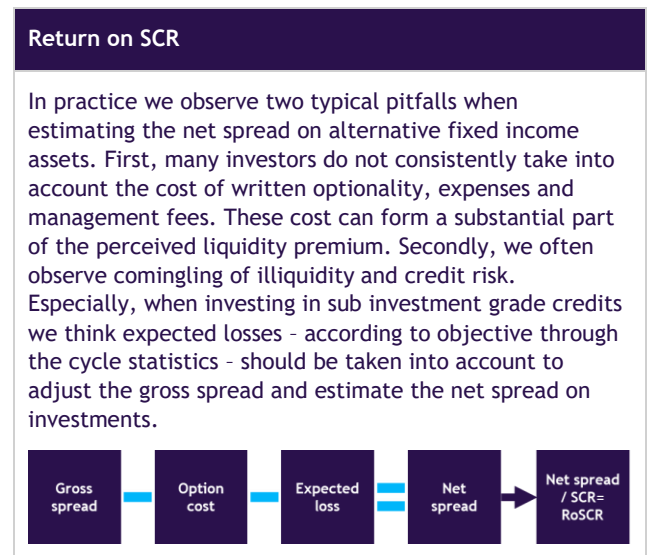 Return on SCR
In practice we observe two typical pitfalls when
estimating the net spread on alternative fixed income
assets. First, many investors do not consistently take into
account the cost of written optionality, expenses and
management fees. These cost can form a substantial part
of the perceived liquidity premium. Secondly, we often
observe comingling of illiquidity and credit risk.
Especially, when investing in sub investment grade credits
we think expected losses – according to objective through
the cycle statistics – should be taken into account to
adjust the gross spread and estimate the net spread on
investments.
Gross
spread
Option
cost
Expected
loss
Net
spread
Net spread
/ SCR=
RoSCR